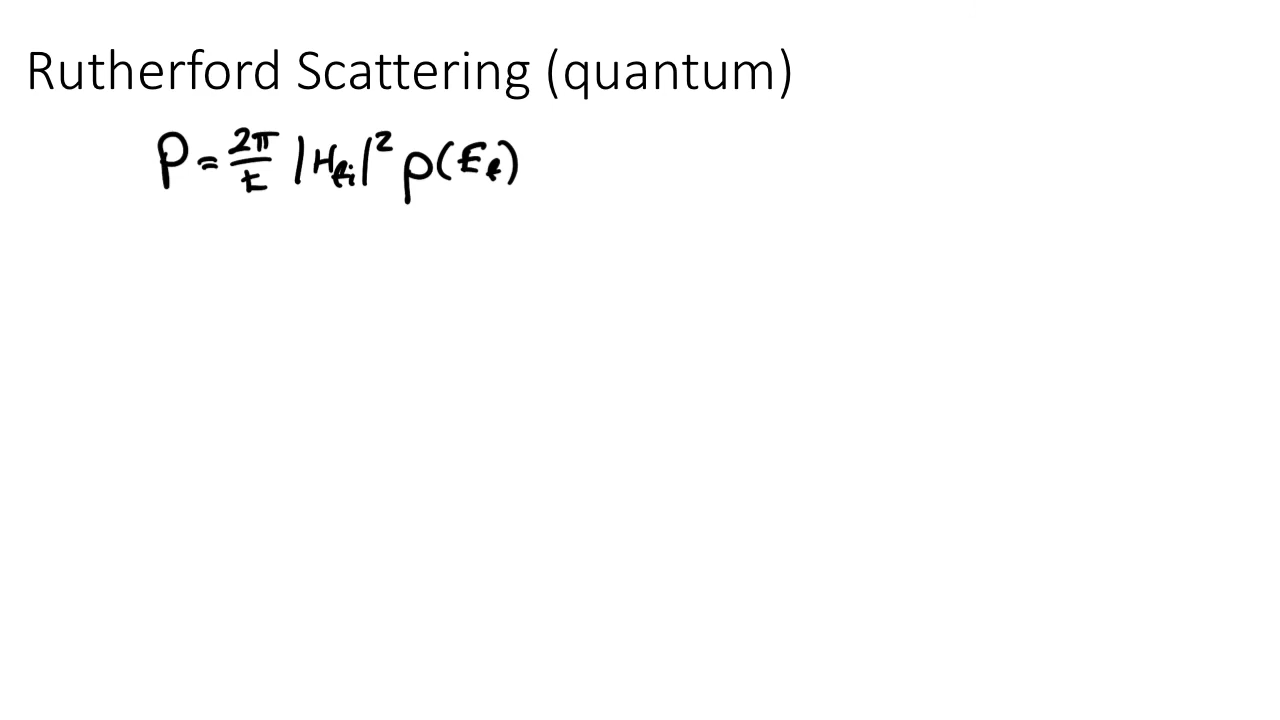 Rutherford Scattering (quantum)
P = 2π/ℏ |H_fi|² ρ(E_f)